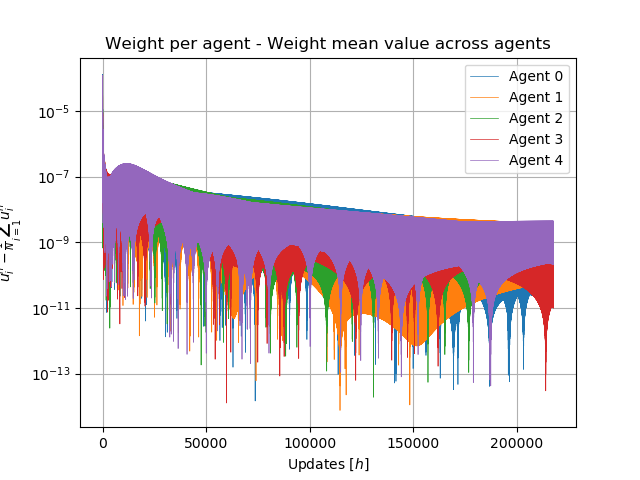 Weight per agent - Weight mean value across agents
Agent 0
Agent 1
Agent 2
Agent 3
Agent 4
10⁻⁵
10⁻⁷
10⁻⁹
10⁻¹¹
10⁻¹³
0
50000
100000
150000
200000
Updates [h]